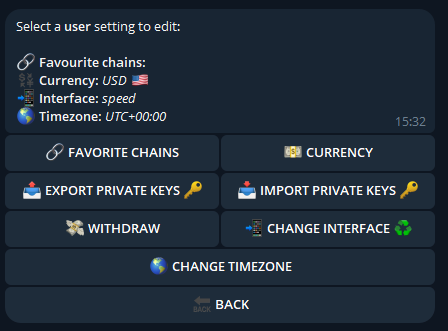 Select a user setting to edit:
🔗 Favourite chains:
💱 Currency: USD 🇺🇸
📲 Interface: speed
🌎 Timezone: UTC+00:00
15:32
🔗 FAVORITE CHAINS
💵 CURRENCY
📤 EXPORT PRIVATE KEYS 🔑
📥 IMPORT PRIVATE KEYS 🔑
💸 WITHDRAW
📲 CHANGE INTERFACE ♻️
🌎 CHANGE TIMEZONE
🔙 BACK